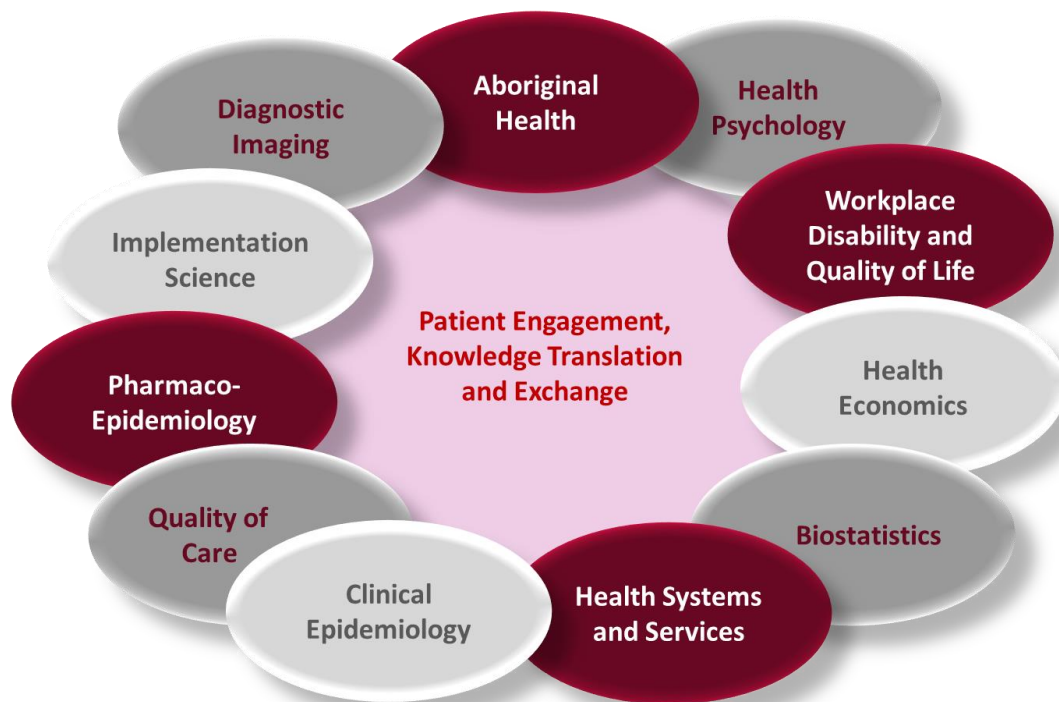 Aboriginal
Health
Health
Psychology
Workplace
Disability and
Quality of Life
Health
Economics
Biostatistics
Health Systems
and Services
Clinical
Epidemiology
Quality of
Care
Pharmaco-
Epidemiology
Implementation
Science
Diagnostic
Imaging
Patient Engagement,
Knowledge Translation
and Exchange